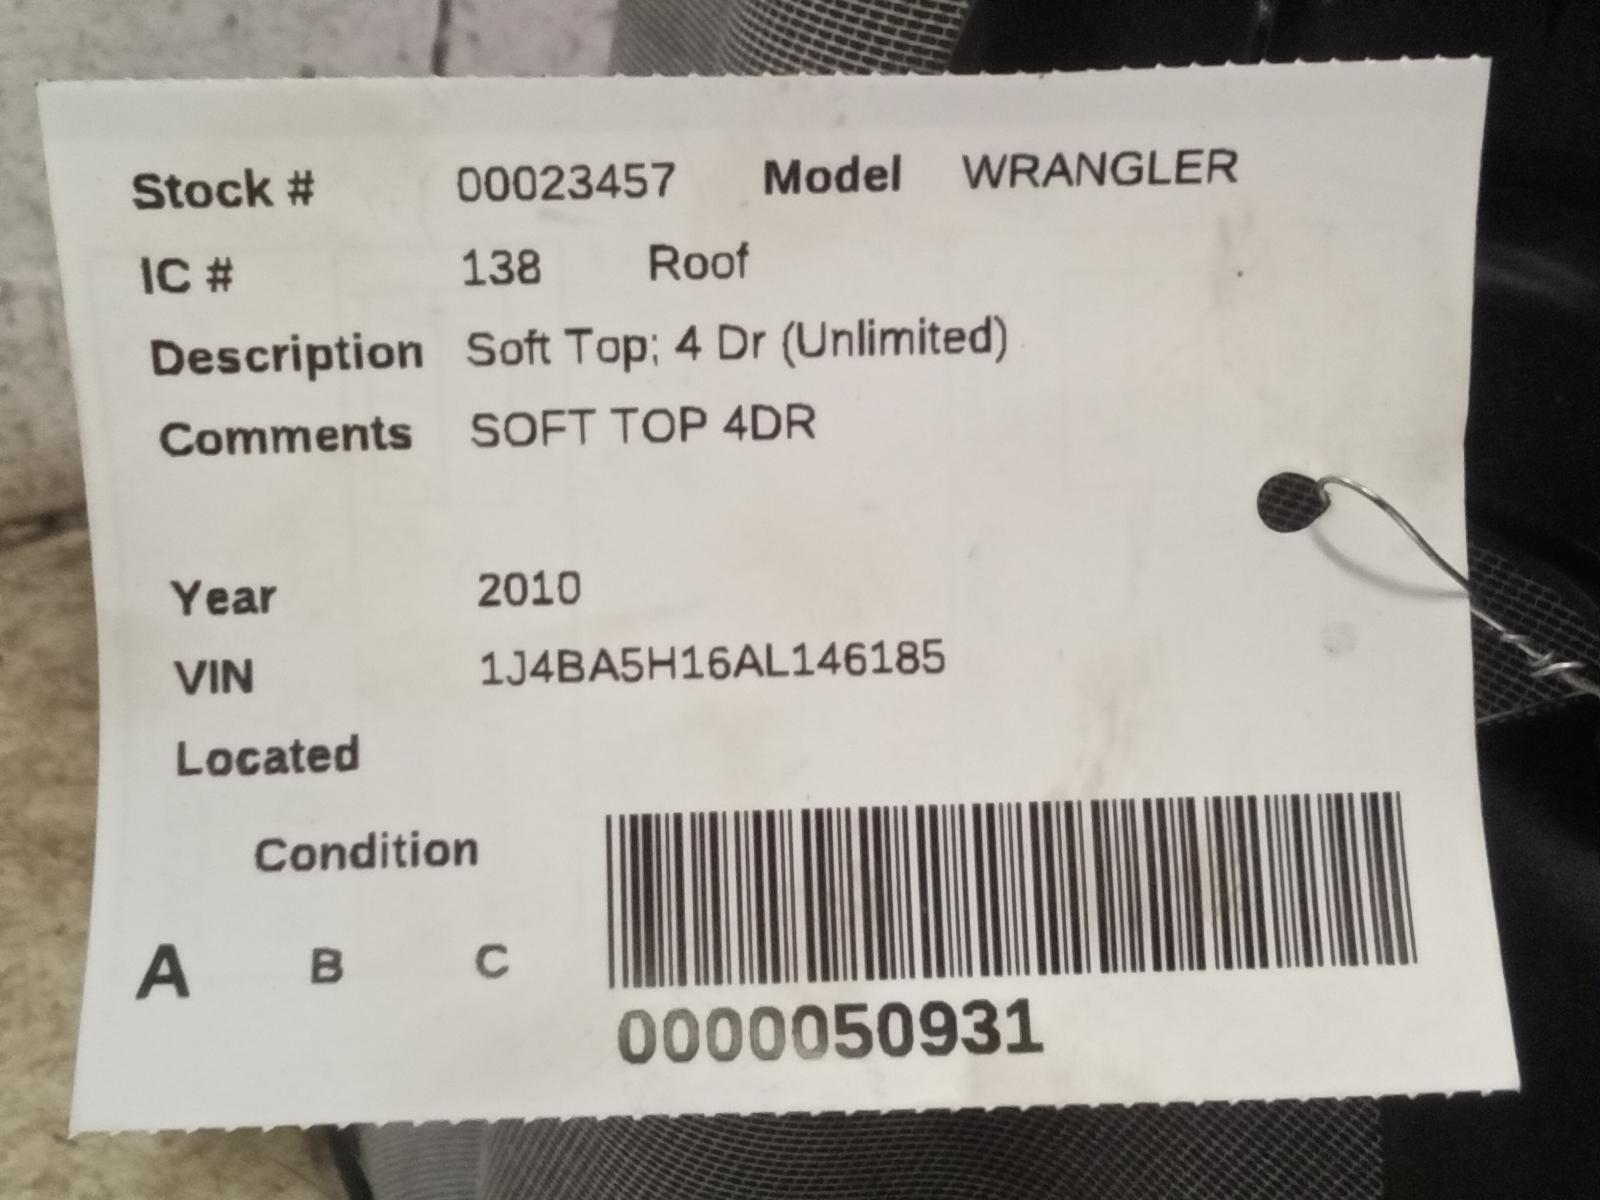 Stock # 00023457 Model WRANGLER
IC # 138 Roof
Description Soft Top; 4 Dr (Unlimited)
Comments SOFT TOP 4DR
Year 2010
VIN 1J4BA5H16AL146185
Located
Condition
A B C
0000050931